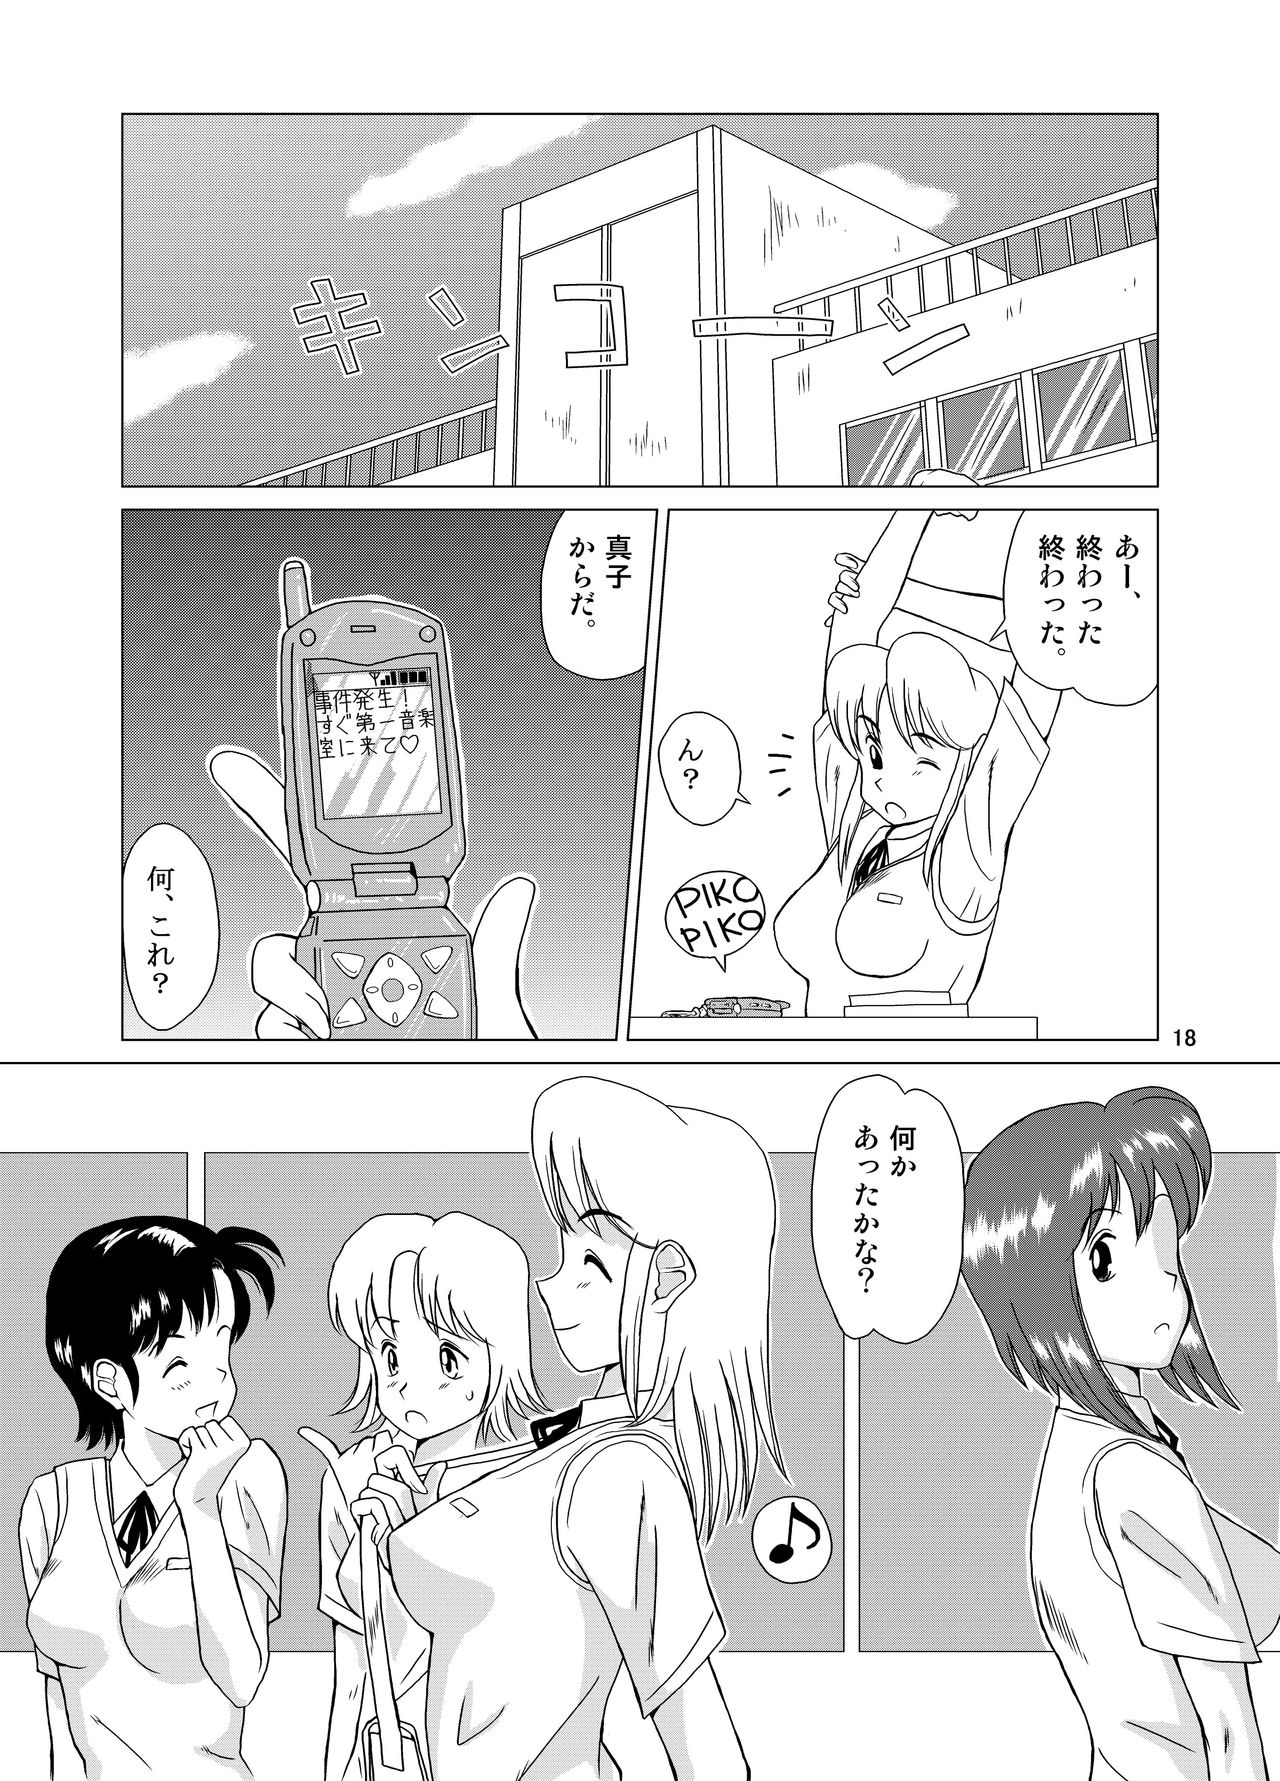 キンコーン
あー、
終わった
終わった。
ん?
PIKO
PIKO
真子
からだ。
事件発生!
すぐ第一音楽
室に来て♡
何、これ?
18
何か
あったかな?